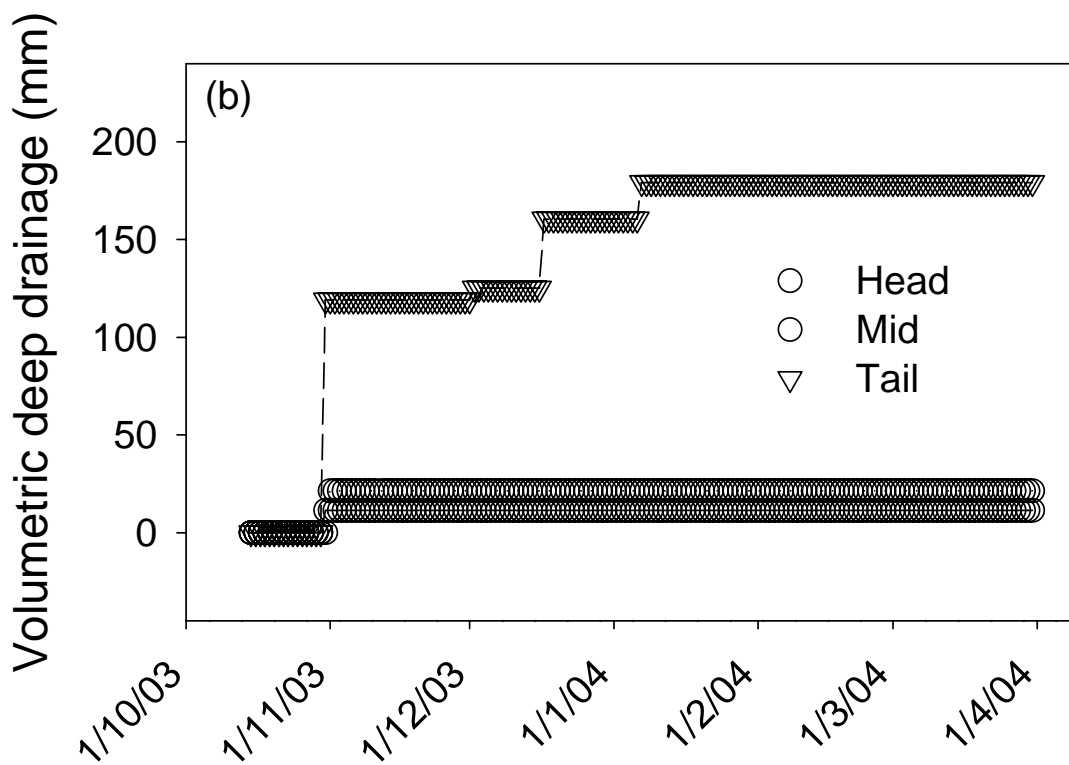 (b)
Volumetric deep drainage (mm)
200
150
100
50
0
Head
Mid
Tail
1/10/03
1/11/03
1/12/03
1/1/04
1/2/04
1/3/04
1/4/04